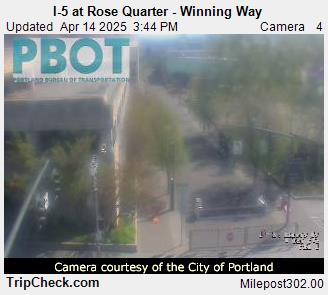 I-5 at Rose Quarter - Winning Way
Updated Apr 14 2025 3:44 PM Camera 4
PBOT
PORTLAND BUREAU OF TRANSPORTATION
Camera courtesy of the City of Portland
TripCheck.com Milepost302.00